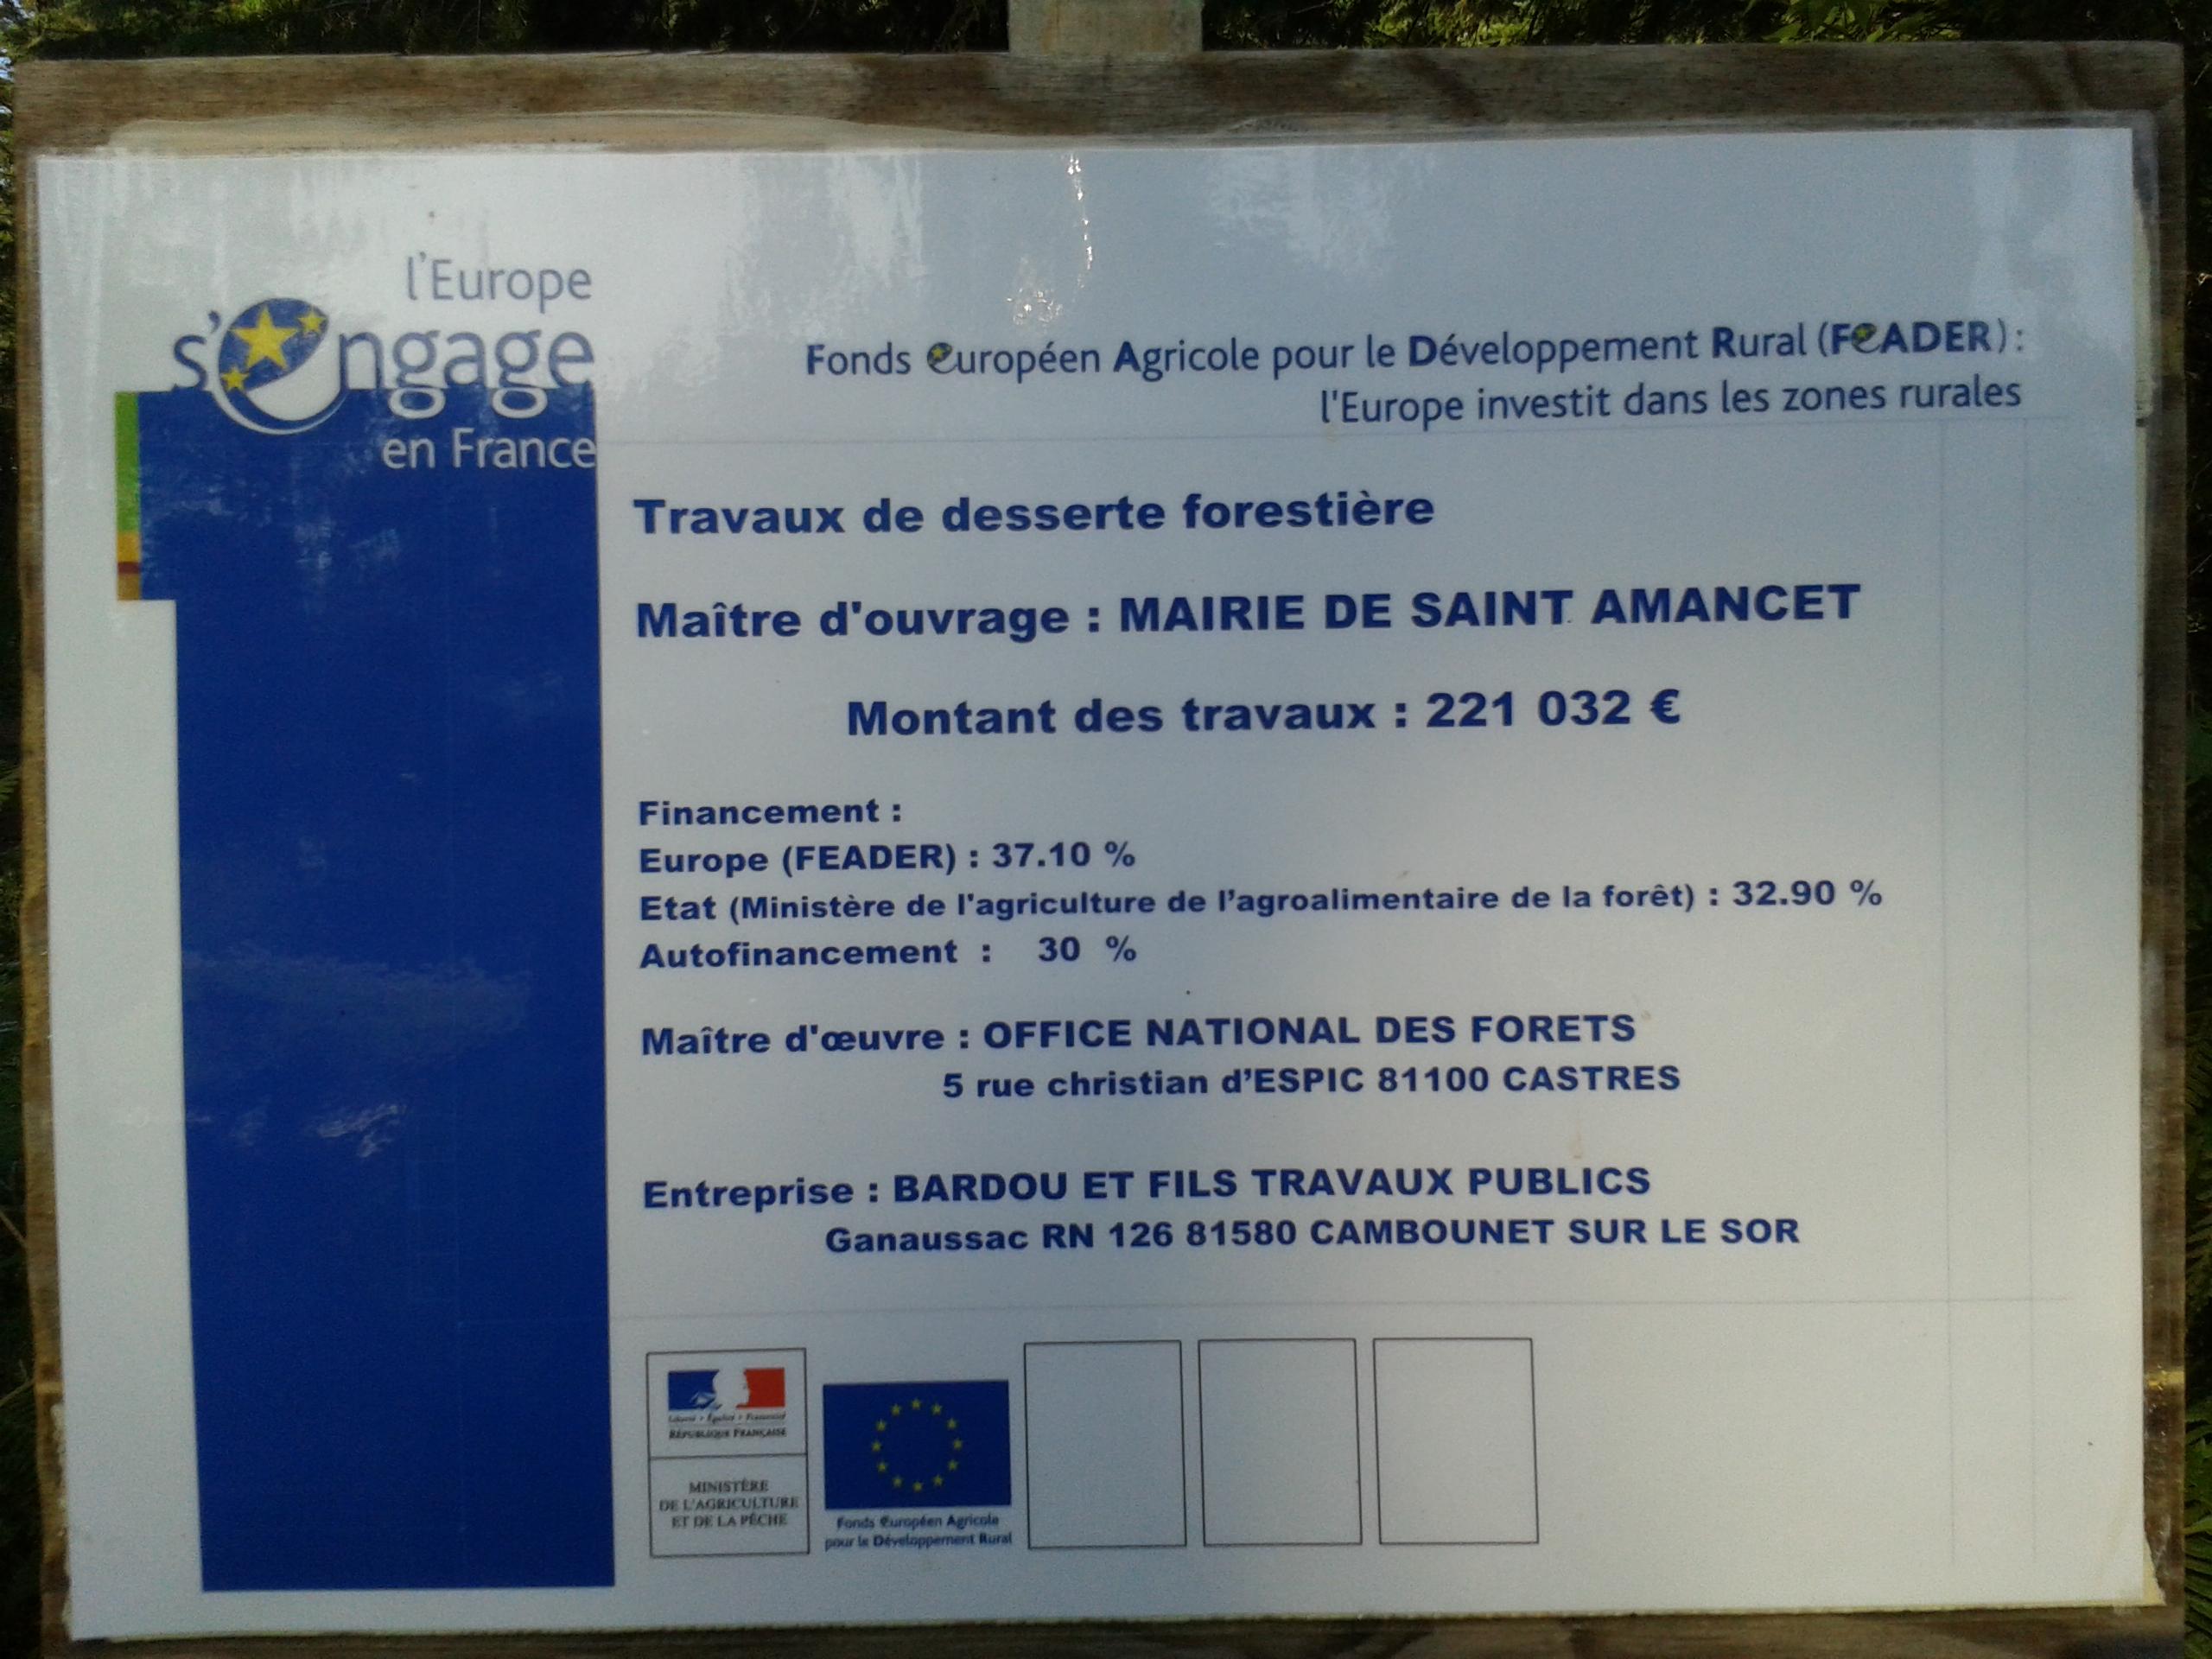 l'Europe
s'engage
en France
Fonds Européen Agricole pour le Développement Rural (FEADER) :
l'Europe investit dans les zones rurales
Travaux de desserte forestière
Maître d'ouvrage : MAIRIE DE SAINT AMANCET
Montant des travaux : 221 032 €
Financement :
Europe (FEADER) : 37.10 %
Etat (Ministère de l'agriculture de l'agroalimentaire de la forêt) : 32.90 %
Autofinancement : 30 %
Maître d'œuvre : OFFICE NATIONAL DES FORETS
5 rue christian d'ESPIC 81100 CASTRES
Entreprise : BARDOU ET FILS TRAVAUX PUBLICS
Ganaussac RN 126 81580 CAMBOUNET SUR LE SOR
Liberté • Égalité • Fraternité
RÉPUBLIQUE FRANÇAISE
MINISTÈRE
DE L'AGRICULTURE
ET DE LA PÊCHE
Fonds Européen Agricole
pour le Développement Rural